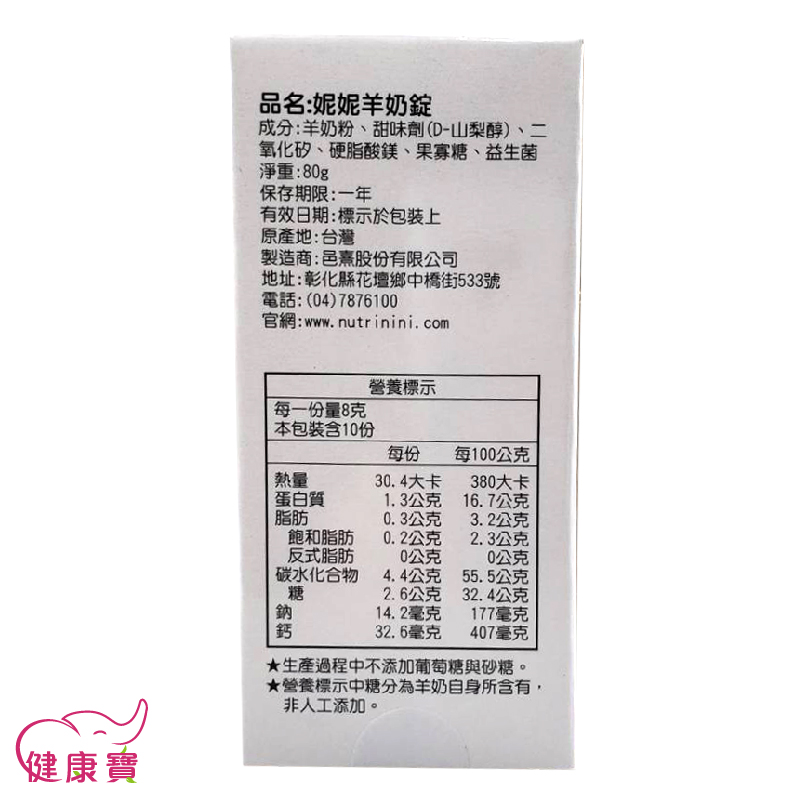 品名:妮妮羊奶錠
成分:羊奶粉、甜味劑(D-山梨醇)、二
氧化矽、硬脂酸鎂、果寡糖、益生菌
淨重:80g
保存期限:一年
有效日期:標示於包裝上
原產地:台灣
製造商:邑熹股份有限公司
地址:彰化縣花壇鄉中橋街533號
電話:(04)7876100
官網:www.nutrinini.com
營養標示
每一份量8克
本包裝含10份
每份 每100公克
熱量 30.4大卡 380大卡
蛋白質 1.3公克 16.7公克
脂肪 0.3公克 3.2公克
飽和脂肪 0.2公克 2.3公克
反式脂肪 0公克 0公克
碳水化合物 4.4公克 55.5公克
糖 2.6公克 32.4公克
鈉 14.2毫克 177毫克
鈣 32.6毫克 407毫克
★生產過程中不添加葡萄糖與砂糖。
★營養標示中糖分為羊奶自身所含有,
非人工添加。
健康寶